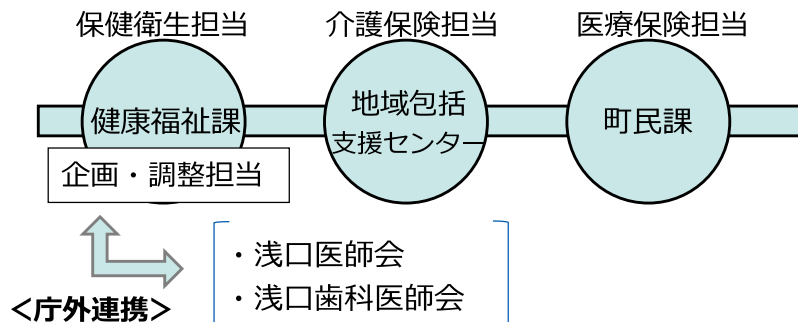 保健衛生担当
介護保険担当
医療保険担当
健康福祉課
地域包括
支援センター
町民課
企画・調整担当
・浅口医師会
・浅口歯科医師会
＜庁外連携＞